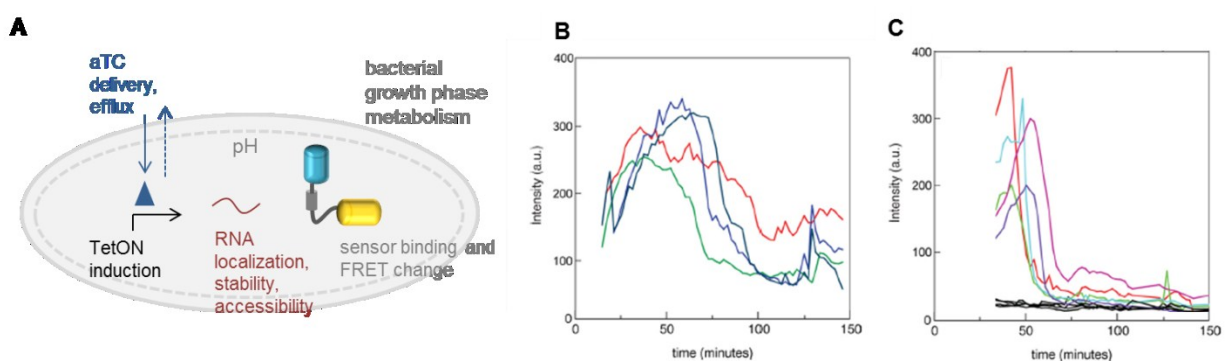 A
aTC
delivery,
efflux
bacterial
growth phase
metabolism
pH
TetON
induction
RNA
localization,
stability,
accessibility
sensor binding and
FRET change
B
400
300
200
100
0
Intensity (a.u.)
0
50
100
150
time (minutes)
C
400
300
200
100
0
Intensity (a.u.)
0
50
100
150
time (minutes)